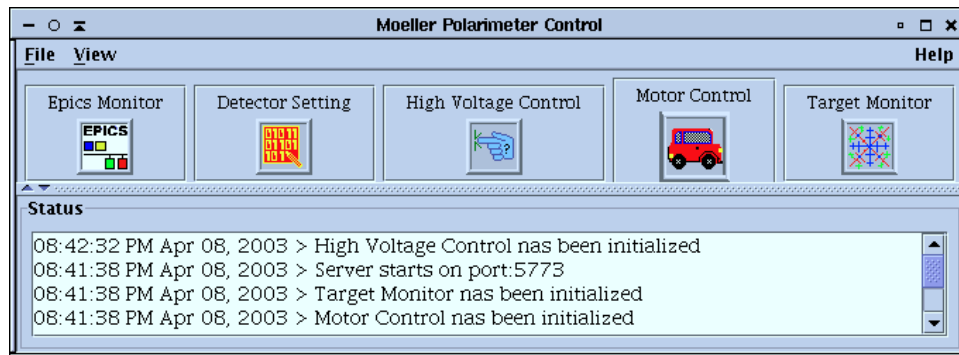 Moeller Polarimeter Control
File View Help
Epics Monitor Detector Setting High Voltage Control Motor Control Target Monitor
EPICS
01011
101
Status
08:42:32 PM Apr 08, 2003 > High Voltage Control nas been initialized
08:41:38 PM Apr 08, 2003 > Server starts on port:5773
08:41:38 PM Apr 08, 2003 > Target Monitor nas been initialized
08:41:38 PM Apr 08, 2003 > Motor Control nas been initialized